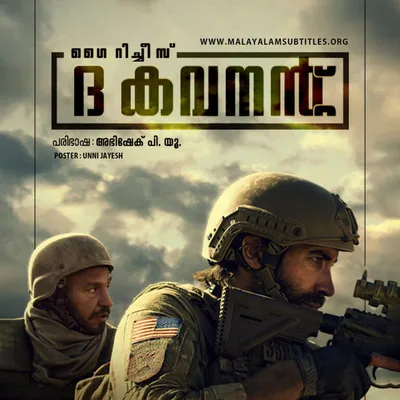 WWW.MALAYALAMSUBTITLES.ORG
ഗൈ റിച്ചീസ്
ദ കവനന്റ്
പരിഭാഷ : അഭിഷേക് പി. യൂ.
POSTER : UNNI JAYESH